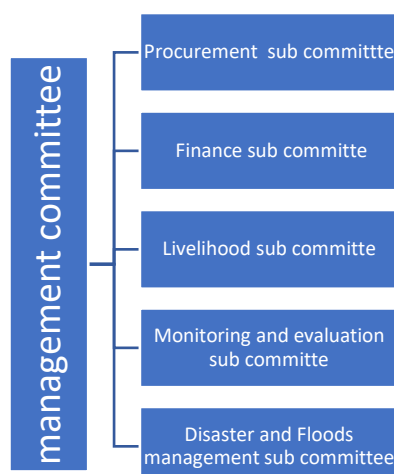 management committee
Procurement sub committte
Finance sub committe
Livelihood sub committe
Monitoring and evaluation
sub committe
Disaster and Floods
management sub committee